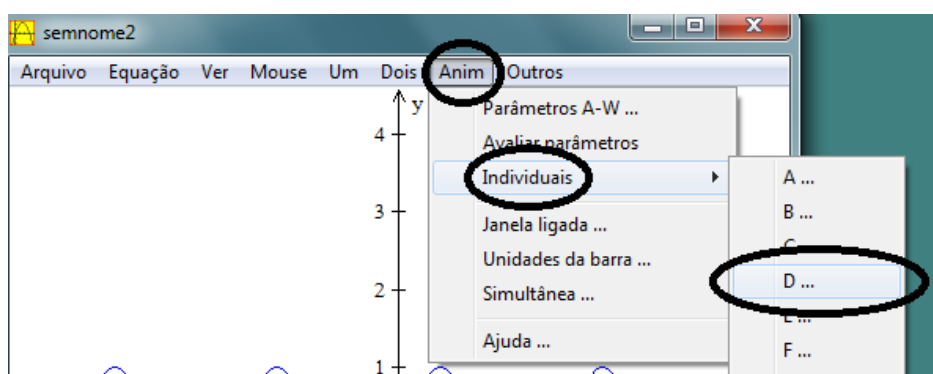 semnome2
Arquivo Equação Ver Mouse Um Dois Anim Outros
y
Parâmetros A-W ...
4
Avaliar parâmetros
Individuais
A ...
3
B ...
Janela ligada ...
C ...
Unidades da barra ...
D ...
2
Simultânea ...
E ...
Ajuda ...
F ...
1